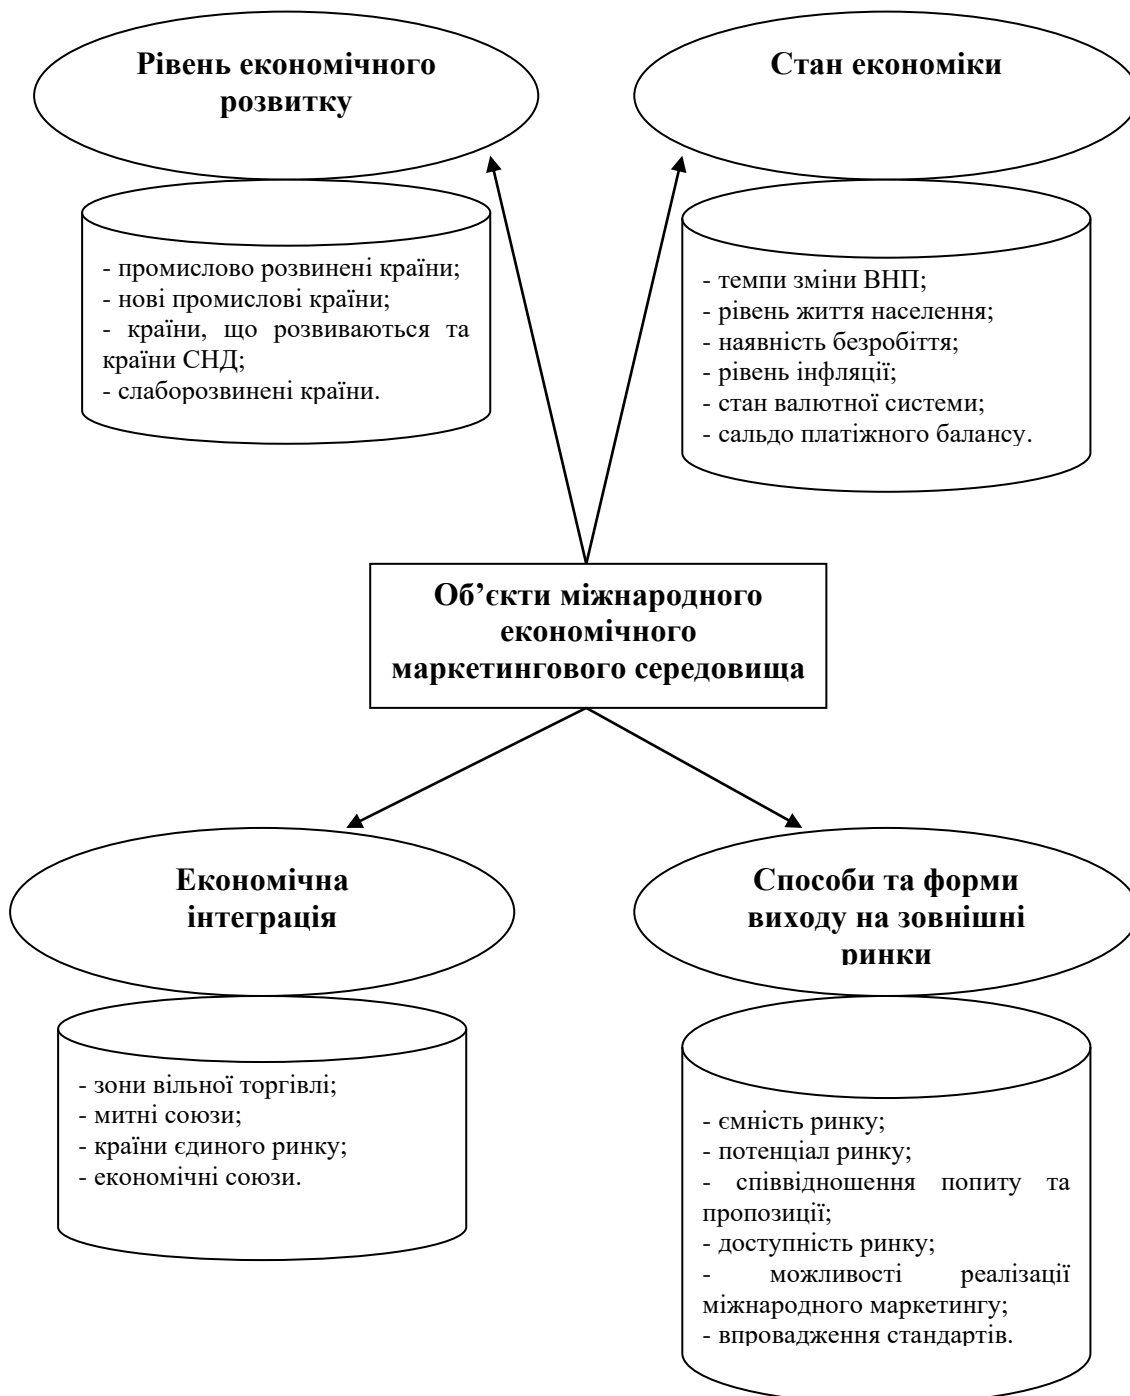 Рівень економічного
розвитку
- промислово розвинені країни;
- нові промислові країни;
- країни, що розвиваються та
країни СНД;
- слаборозвинені країни.
Стан економіки
- темпи зміни ВНП;
- рівень життя населення;
- наявність безробіття;
- рівень інфляції;
- стан валютної системи;
- сальдо платіжного балансу.
Об’єкти міжнародного
економічного
маркетингового середовища
Економічна
інтеграція
- зони вільної торгівлі;
- митні союзи;
- країни єдиного ринку;
- економічні союзи.
Способи та форми
виходу на зовнішні
ринки
- ємність ринку;
- потенціал ринку;
- співвідношення попиту та
пропозиції;
- доступність ринку;
- можливості реалізації
міжнародного маркетингу;
- впровадження стандартів.